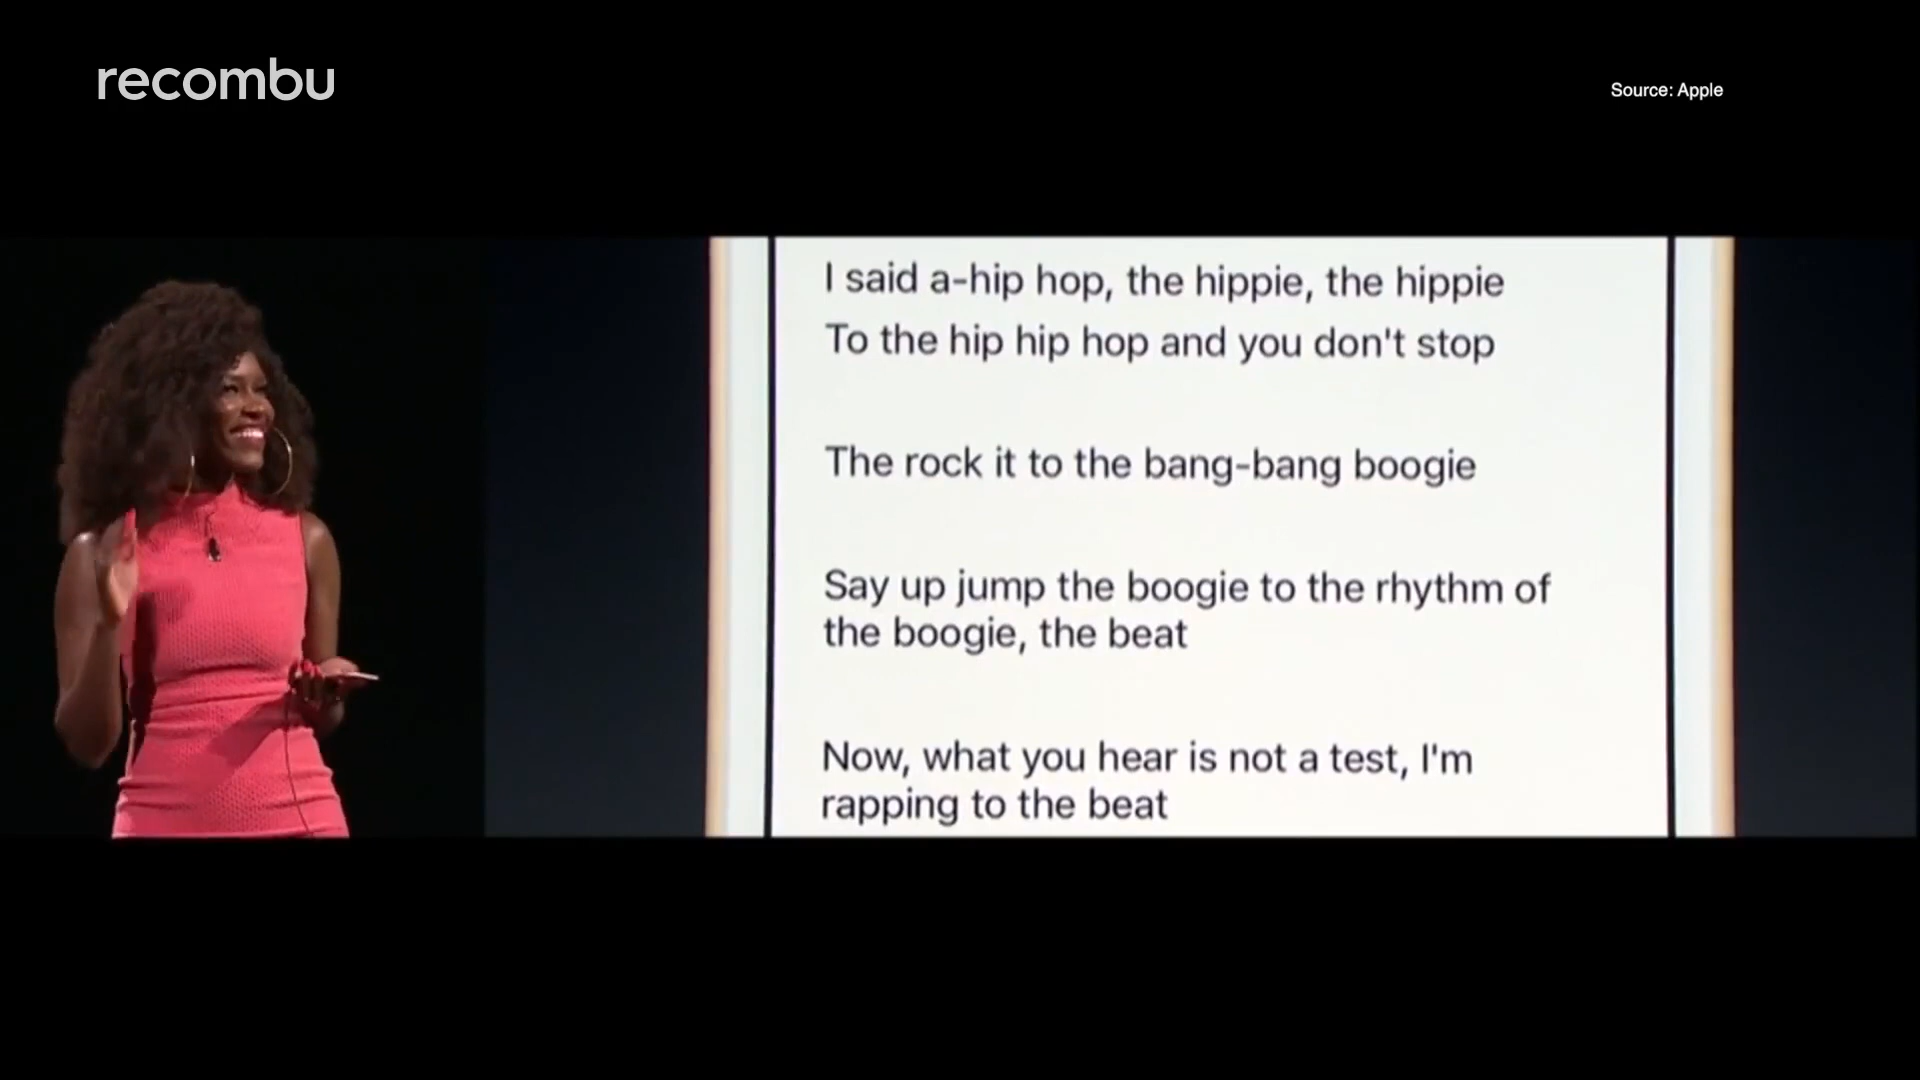 recombu
Source: Apple
I said a-hip hop, the hippie, the hippie
To the hip hip hop and you don't stop
The rock it to the bang-bang boogie
Say up jump the boogie to the rhythm of
the boogie, the beat
Now, what you hear is not a test, I'm
rapping to the beat